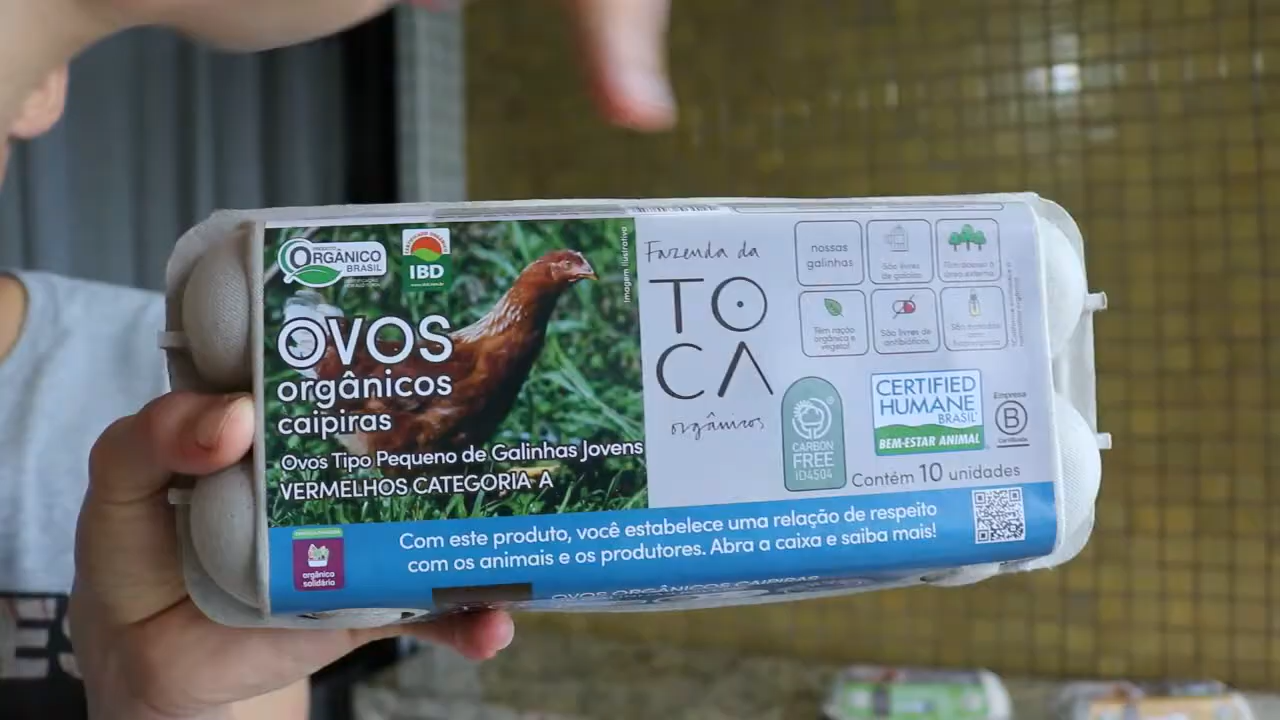 PRODUTO
ORGÂNICO
BRASIL
IBD
Imagem ilustrativa
OVOS
orgânicos
caipiras
Ovos Tipo Pequeno de Galinhas Jovens
VERMELHOS CATEGORIA A
Fazenda da
TO
CA
orgânicos
nossas
galinhas
São livres
de gaiolas
Têm acesso à
área externa
Têm ração
orgânica e
vegetal
São livres de
antibióticos
São tratadas
com
homeopatia
CARBON
FREE
ID4504
CERTIFIED
HUMANE
BRASIL
BEM-ESTAR ANIMAL
Empresa
B
Certificada
Contém 10 unidades
orgânico
solidário
Com este produto, você estabelece uma relação de respeito
com os animais e os produtores. Abra a caixa e saiba mais!
OVOS ORGÂNICOS CAIPIRAS
ES